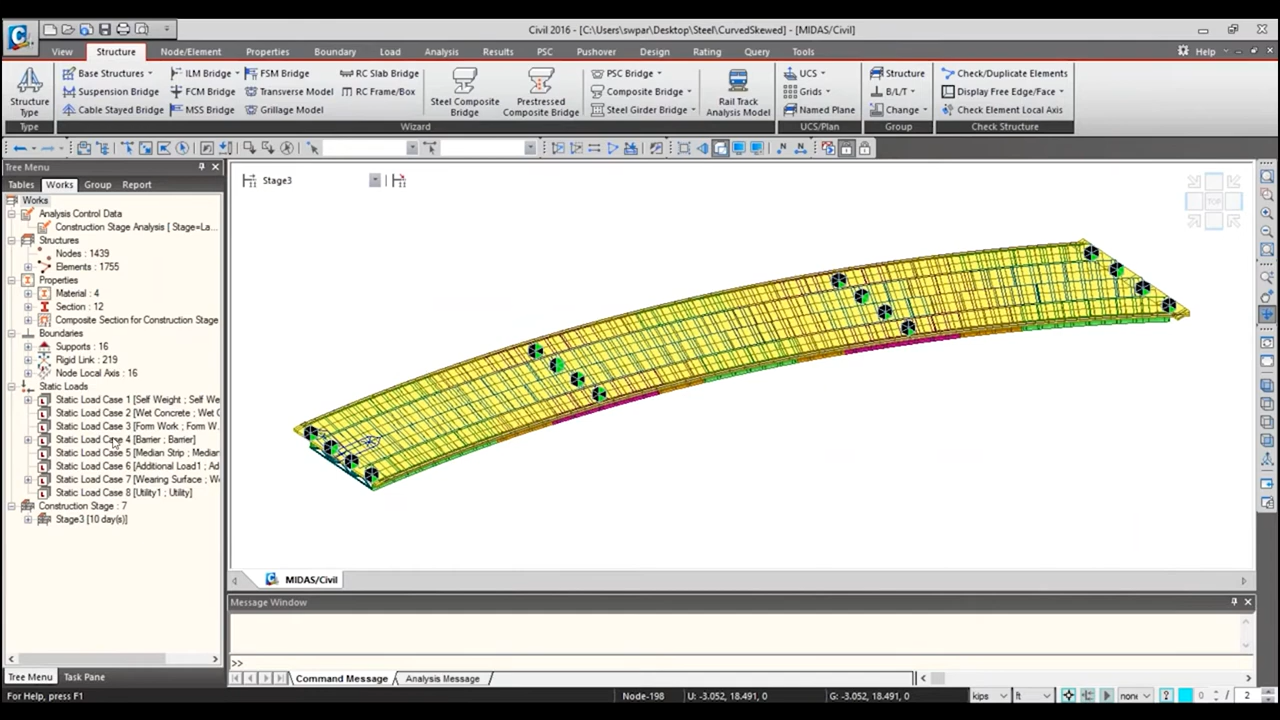 Civil 2016 - [C:\Users\swpar\Desktop\Steel\CurvedSkewed] - [MIDAS/Civil]
View Structure Node/Element Properties Boundary Load Analysis Results PSC Pushover Design Rating Query Tools Help
Structure Type
Base Structures
Suspension Bridge
Cable Stayed Bridge
ILM Bridge
FCM Bridge
MSS Bridge
FSM Bridge
Transverse Model
Grillage Model
RC Slab Bridge
RC Frame/Box
Steel Composite Bridge
Prestressed Composite Bridge
PSC Bridge
Composite Bridge
Steel Girder Bridge
Rail Track Analysis Model
UCS
Grids
Named Plane
Structure
B/L/T
Change
Check/Duplicate Elements
Display Free Edge/Face
Check Element Local Axis
Type Wizard UCS/Plan Group Check Structure
Tree Menu
Tables Works Group Report
Works
Analysis Control Data
Construction Stage Analysis [ Stage=La...
Structures
Nodes : 1439
Elements : 1755
Properties
Material : 4
Section : 12
Composite Section for Construction Stage
Boundaries
Supports : 16
Rigid Link : 219
Node Local Axis : 16
Static Loads
Static Load Case 1 [Self Weight ; Self We
Static Load Case 2 [Wet Concrete ; Wet C
Static Load Case 3 [Form Work ; Form W.
Static Load Case 4 [Barrier ; Barrier]
Static Load Case 5 [Median Strip ; Median
Static Load Case 6 [Additional Load1 ; Ad
Static Load Case 7 [Wearing Surface ; We
Static Load Case 8 [Utility1 ; Utility]
Construction Stage : 7
Stage3 [10 day(s)]
Stage3
TOP
MIDAS/Civil
Message Window
>>
Tree Menu Task Pane
Command Message Analysis Message
For Help, press F1
Node-198
U: -3.052, 18.491, 0
G: -3.052, 18.491, 0
kips ft none 0 / 2